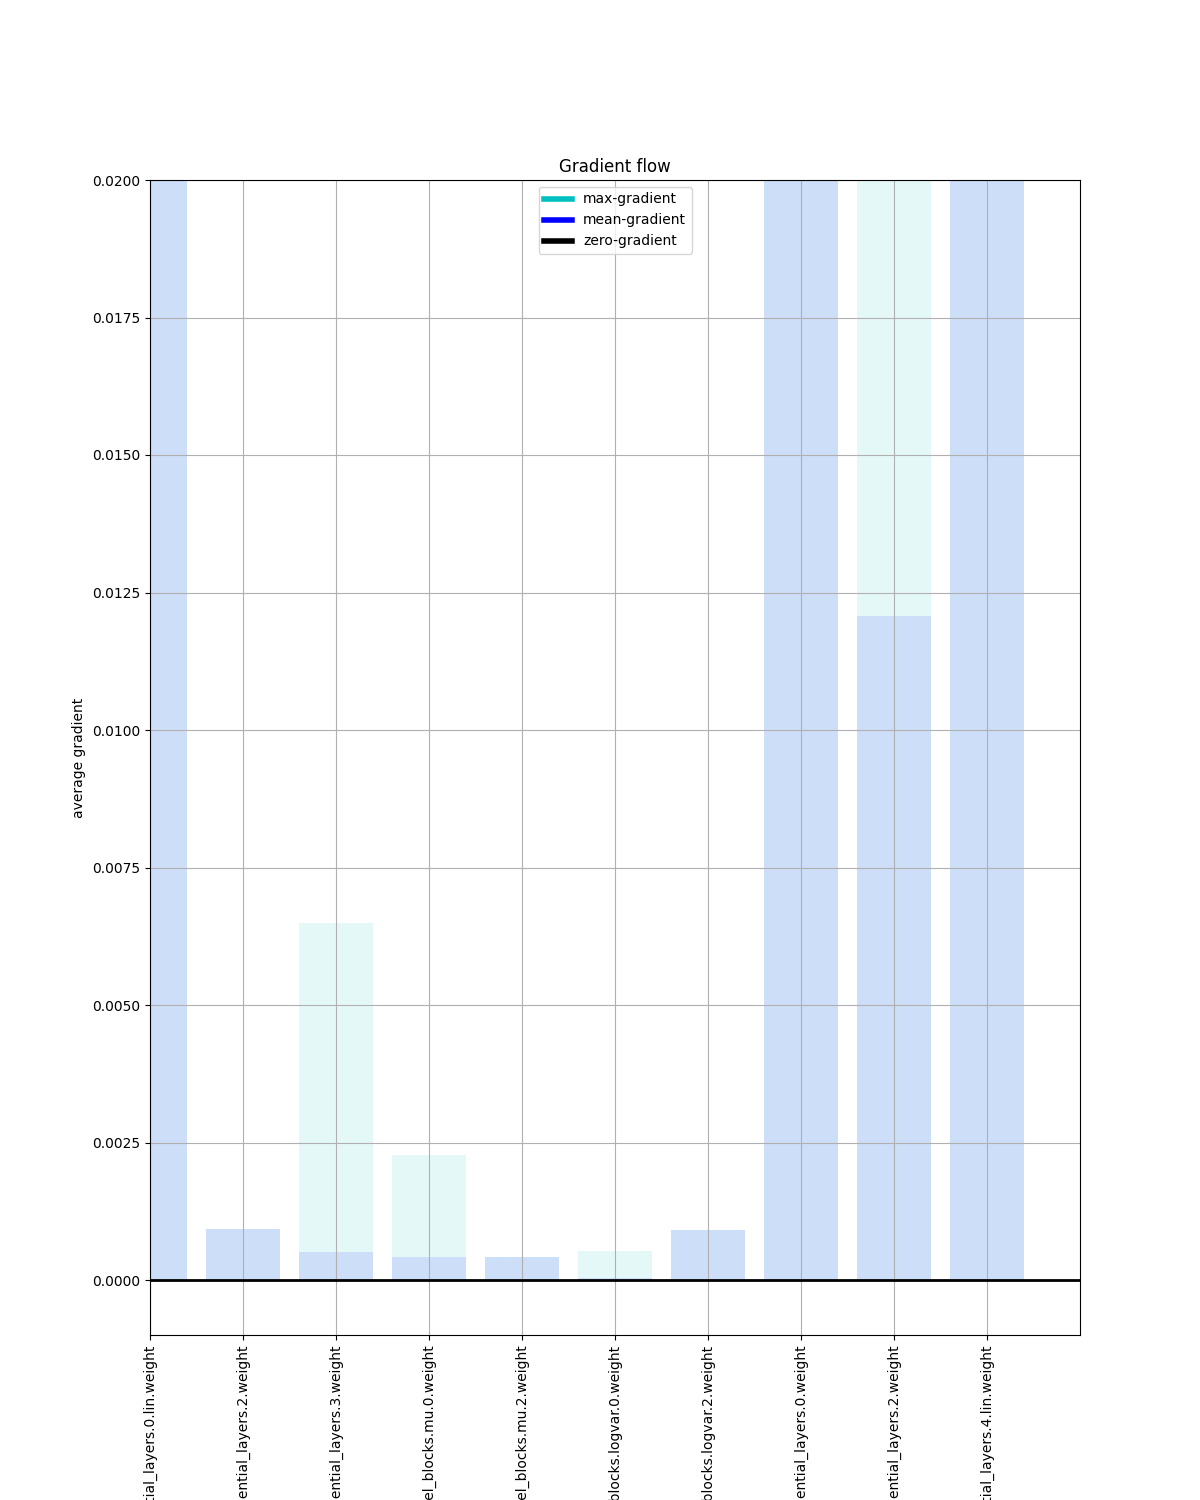 Gradient flow
max-gradient
mean-gradient
zero-gradient
0.0200
0.0175
0.0150
0.0125
0.0100
0.0075
0.0050
0.0025
0.0000
average gradient
tial_layers.0.lin.weight
ential_layers.2.weight
ential_layers.3.weight
el_blocks.mu.0.weight
el_blocks.mu.2.weight
blocks.logvar.0.weight
blocks.logvar.2.weight
ential_layers.0.weight
ential_layers.2.weight
tial_layers.4.lin.weight